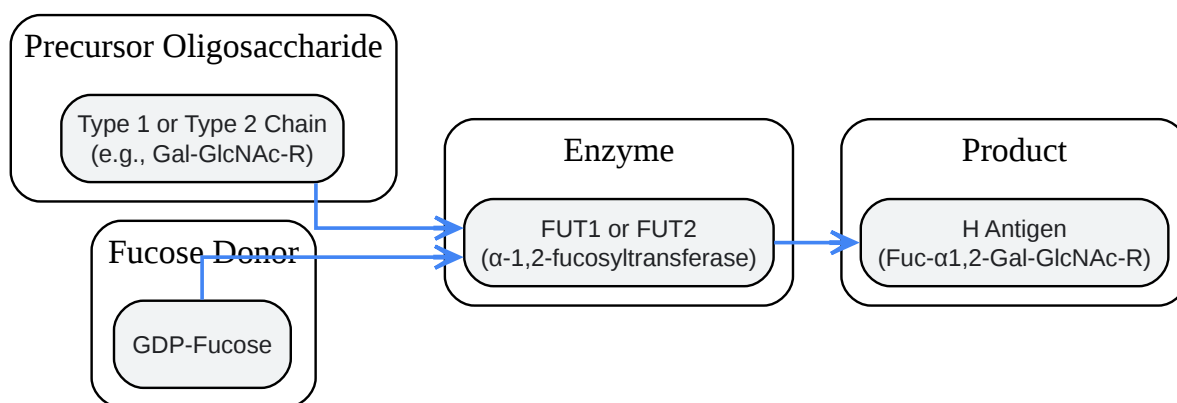 Precursor Oligosaccharide
Type 1 or Type 2 Chain
(e.g., Gal-GlcNAc-R)
Fucose Donor
GDP-Fucose
Enzyme
FUT1 or FUT2
(α-1,2-fucosyltransferase)
Product
H Antigen
(Fuc-α1,2-Gal-GlcNAc-R)